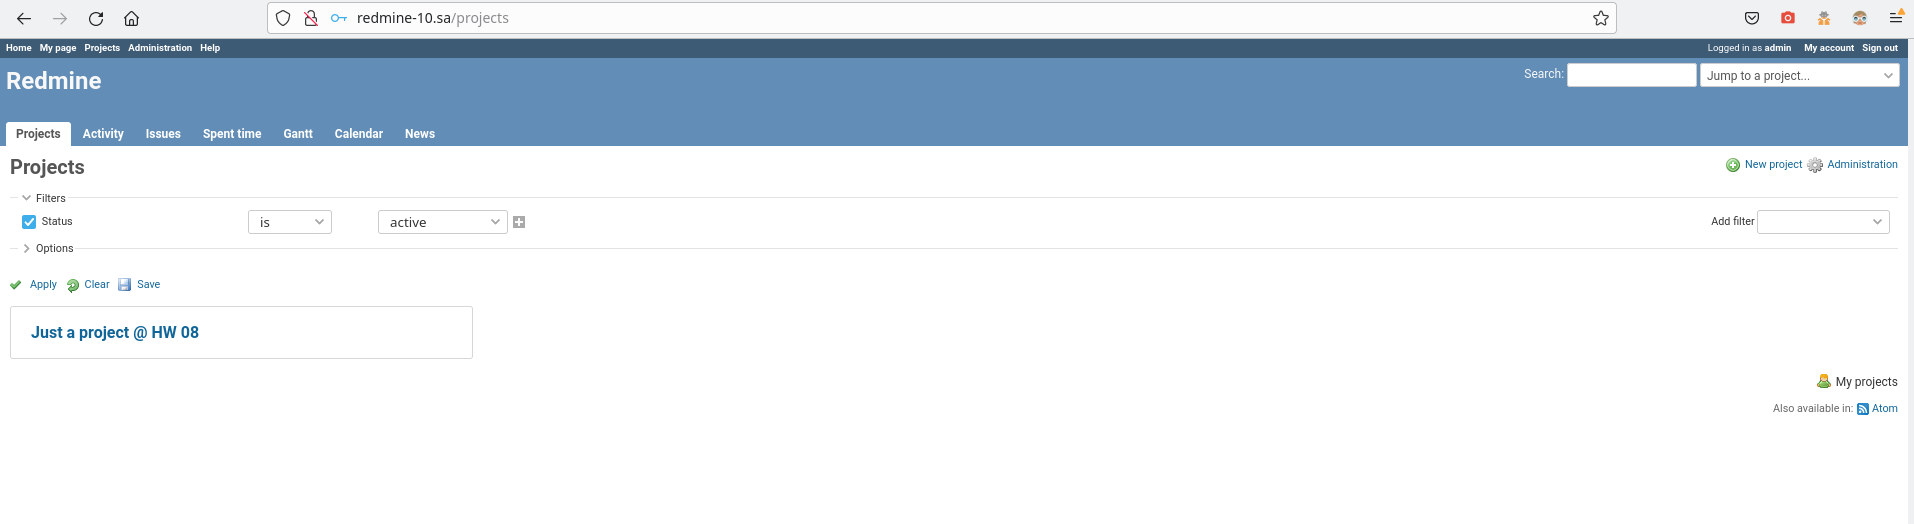 redmine-10.sa/projects
Home My page Projects Administration Help Logged in as admin My account Sign out
Redmine Search: Jump to a project...
Projects Activity Issues Spent time Gantt Calendar News
Projects New project Administration
Filters
Status is active Add filter
Options
Apply Clear Save
Just a project @ HW 08
My projects
Also available in: Atom